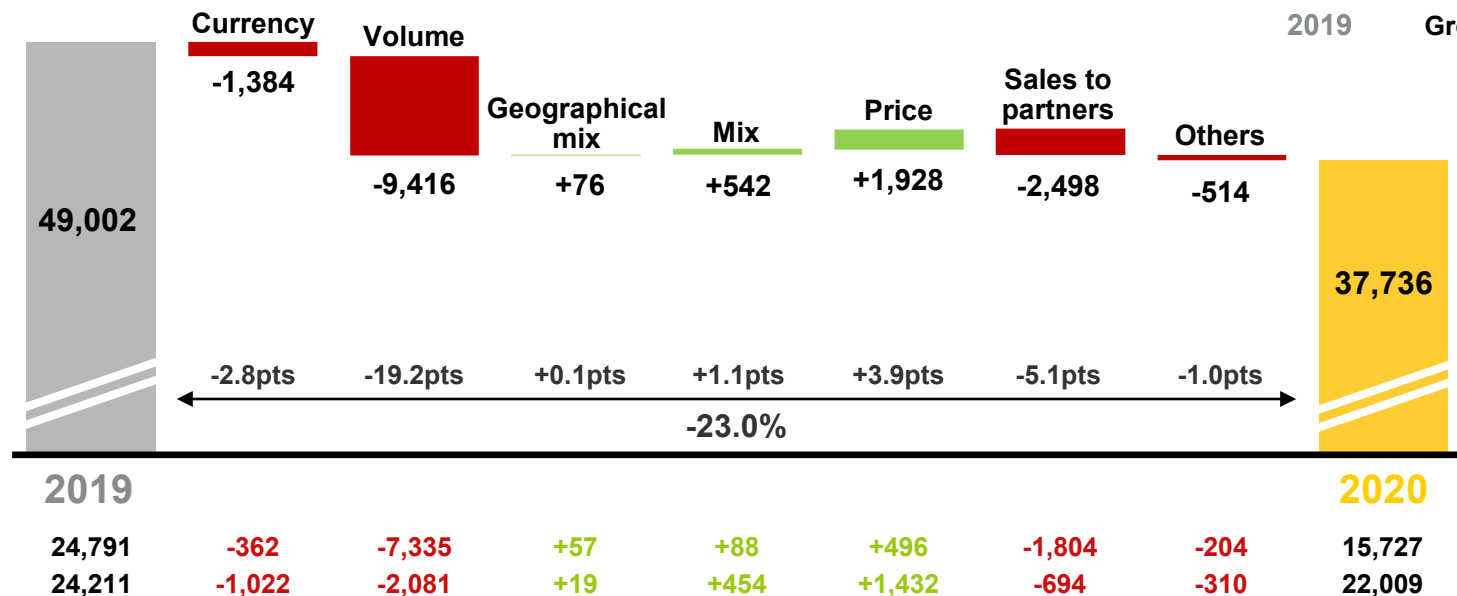 2019 Gr
Currency
Volume
-1,384
Geographical
mix
Mix
Price
Sales to
partners
Others
-9,416
+76
+542
+1,928
-2,498
-514
49,002
37,736
-2.8pts -19.2pts +0.1pts +1.1pts +3.9pts -5.1pts -1.0pts
-23.0%
2019 2020
24,791 -362 -7,335 +57 +88 +496 -1,804 -204 15,727
24,211 -1,022 -2,081 +19 +454 +1,432 -694 -310 22,009